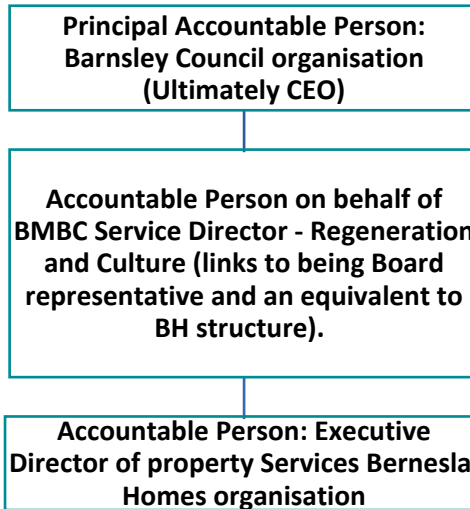 Principal Accountable Person:
Barnsley Council organisation
(Ultimately CEO)
Accountable Person on behalf of
BMBC Service Director - Regeneration
and Culture (links to being Board
representative and an equivalent to
BH structure).
Accountable Person: Executive
Director of property Services Bernesla
Homes organisation